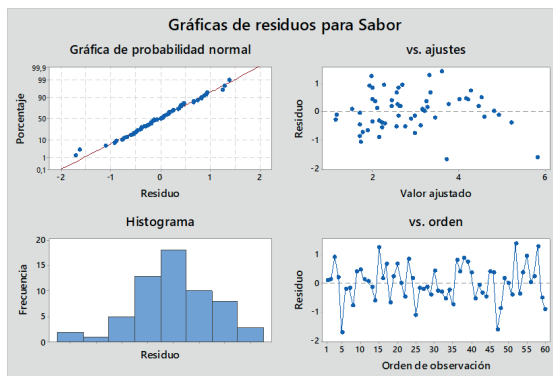 Gráficas de residuos para Sabor
Gráfica de probabilidad normal
Porcentaje
99,9
99
90
50
10
1
0,1
-2 -1 0 1 2
Residuo
vs. ajustes
Residuo
1
0
-1
-2
2 4 6
Valor ajustado
Histograma
Frecuencia
20
15
10
5
0
Residuo
vs. orden
Residuo
1
0
-1
-2
1 5 10 15 20 25 30 35 40 45 50 55 60
Orden de observación